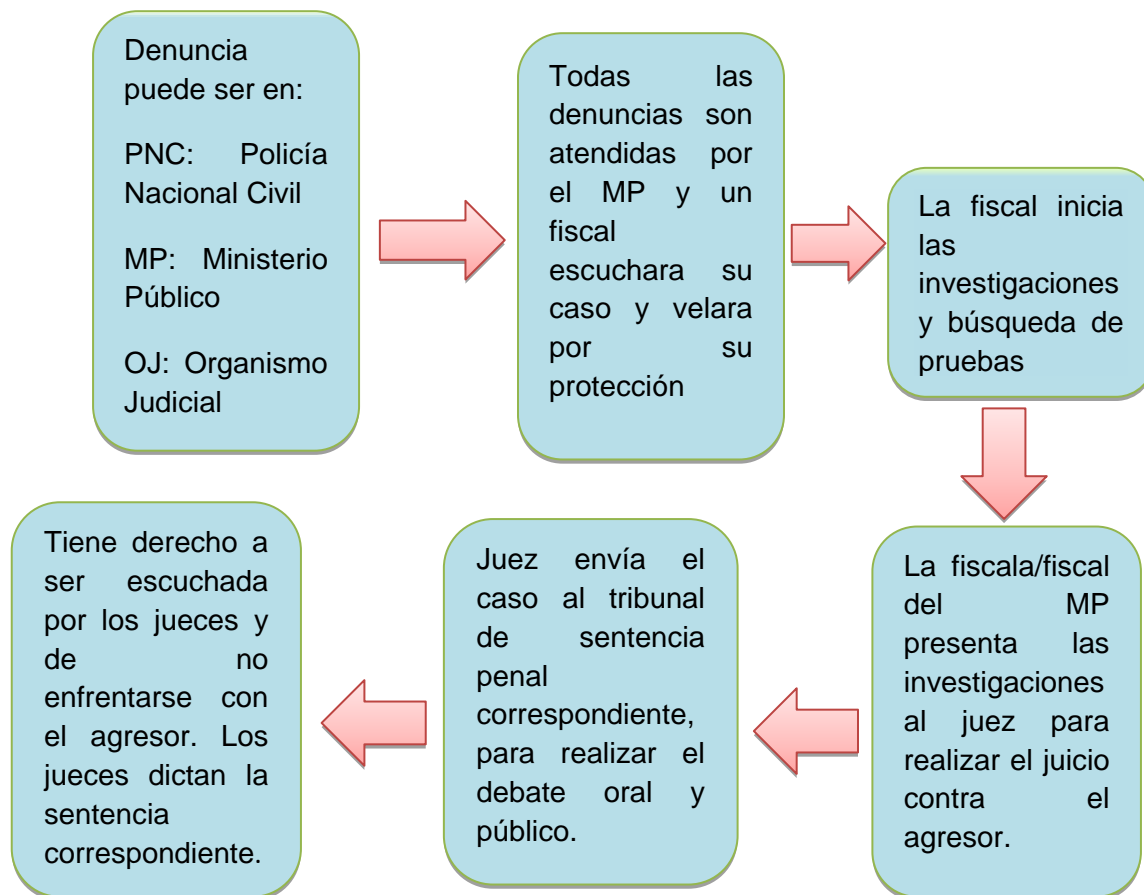 Denuncia
puede ser en:
PNC: Policía
Nacional Civil
MP: Ministerio
Público
OJ: Organismo
Judicial
Todas las
denuncias son
atendidas por
el MP y un
fiscal
escuchara su
caso y velara
por su
protección
La fiscal inicia
las
investigaciones
y búsqueda de
pruebas
La fiscala/fiscal
del MP
presenta las
investigaciones
al juez para
realizar el juicio
contra el
agresor.
Juez envía el
caso al tribunal
de sentencia
penal
correspondiente,
para realizar el
debate oral y
público.
Tiene derecho a
ser escuchada
por los jueces y
de no
enfrentarse con
el agresor. Los
jueces dictan la
sentencia
correspondiente.